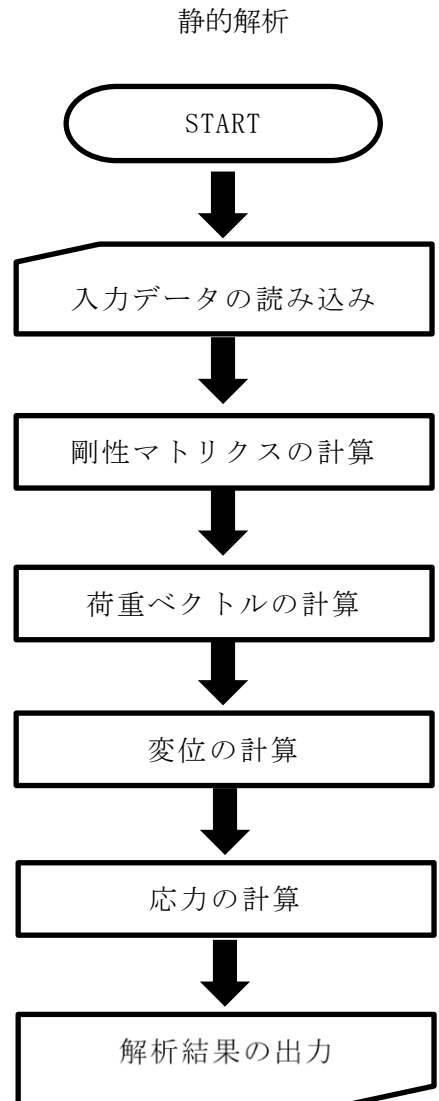 静的解析
START
入力データの読み込み
剛性マトリクスの計算
荷重ベクトルの計算
変位の計算
応力の計算
解析結果の出力